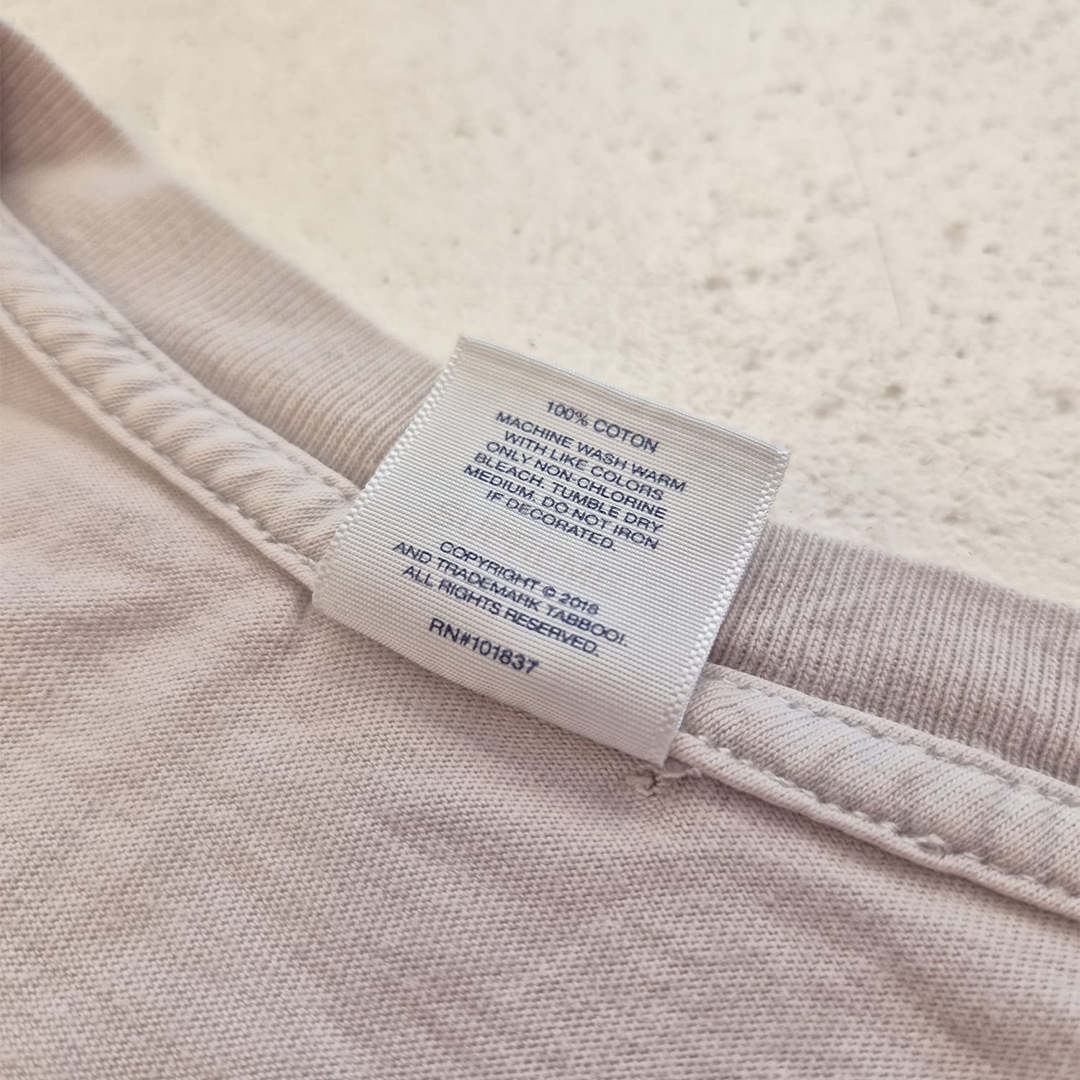 100% COTON
MACHINE WASH WARM
WITH LIKE COLORS
ONLY NON-CHLORINE
BLEACH. TUMBLE DRY
MEDIUM. DO NOT IRON
IF DECORATED.
COPYRIGHT © 2018
AND TRADEMARK TABBOO!
ALL RIGHTS RESERVED.
RN#101837